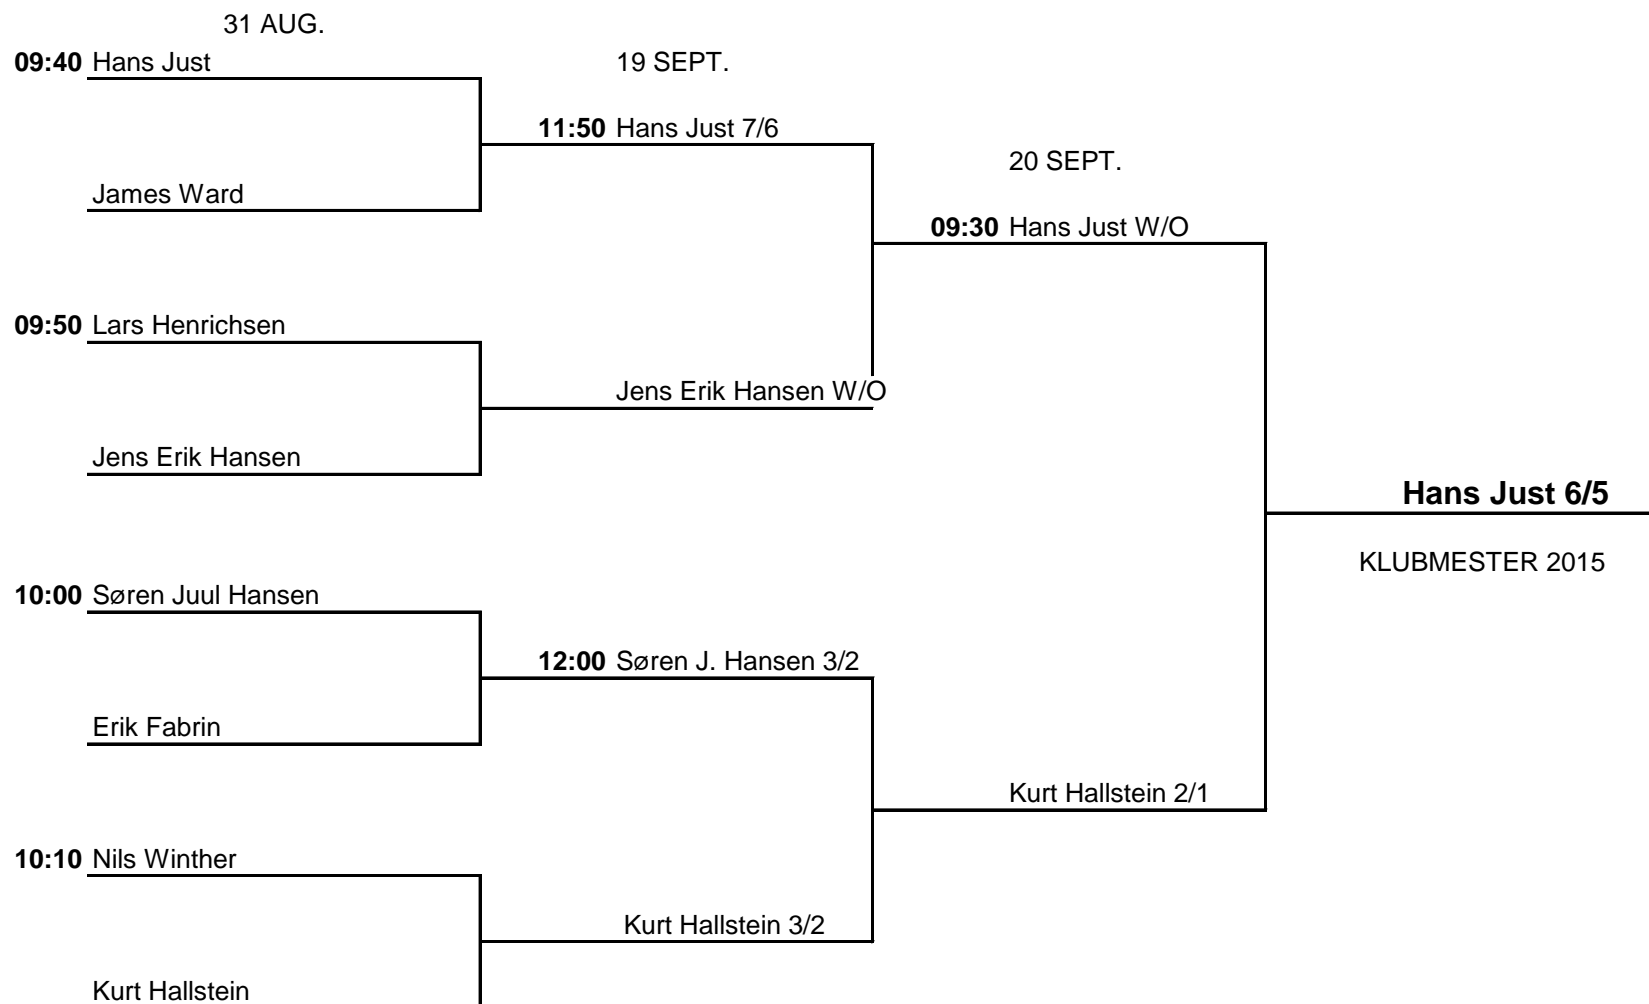 31 AUG.
09:40 Hans Just
19 SEPT.
11:50 Hans Just 7/6
20 SEPT.
James Ward
09:30 Hans Just W/O
09:50 Lars Henrichsen
Jens Erik Hansen W/O
Jens Erik Hansen
Hans Just 6/5
KLUBMESTER 2015
10:00 Søren Juul Hansen
12:00 Søren J. Hansen 3/2
Erik Fabrin
Kurt Hallstein 2/1
10:10 Nils Winther
Kurt Hallstein 3/2
Kurt Hallstein